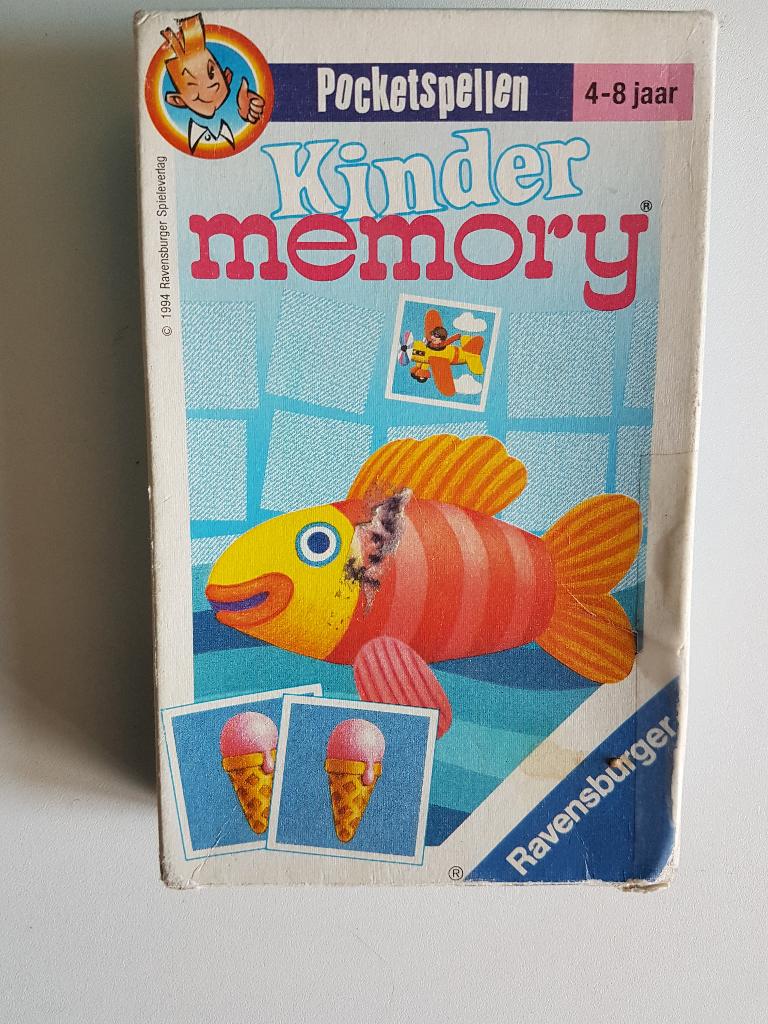 Pocketspellen
4-8 jaar
Kinder
memory®
© 1994 Ravensburger Spieleverlag
Ravensburger
®